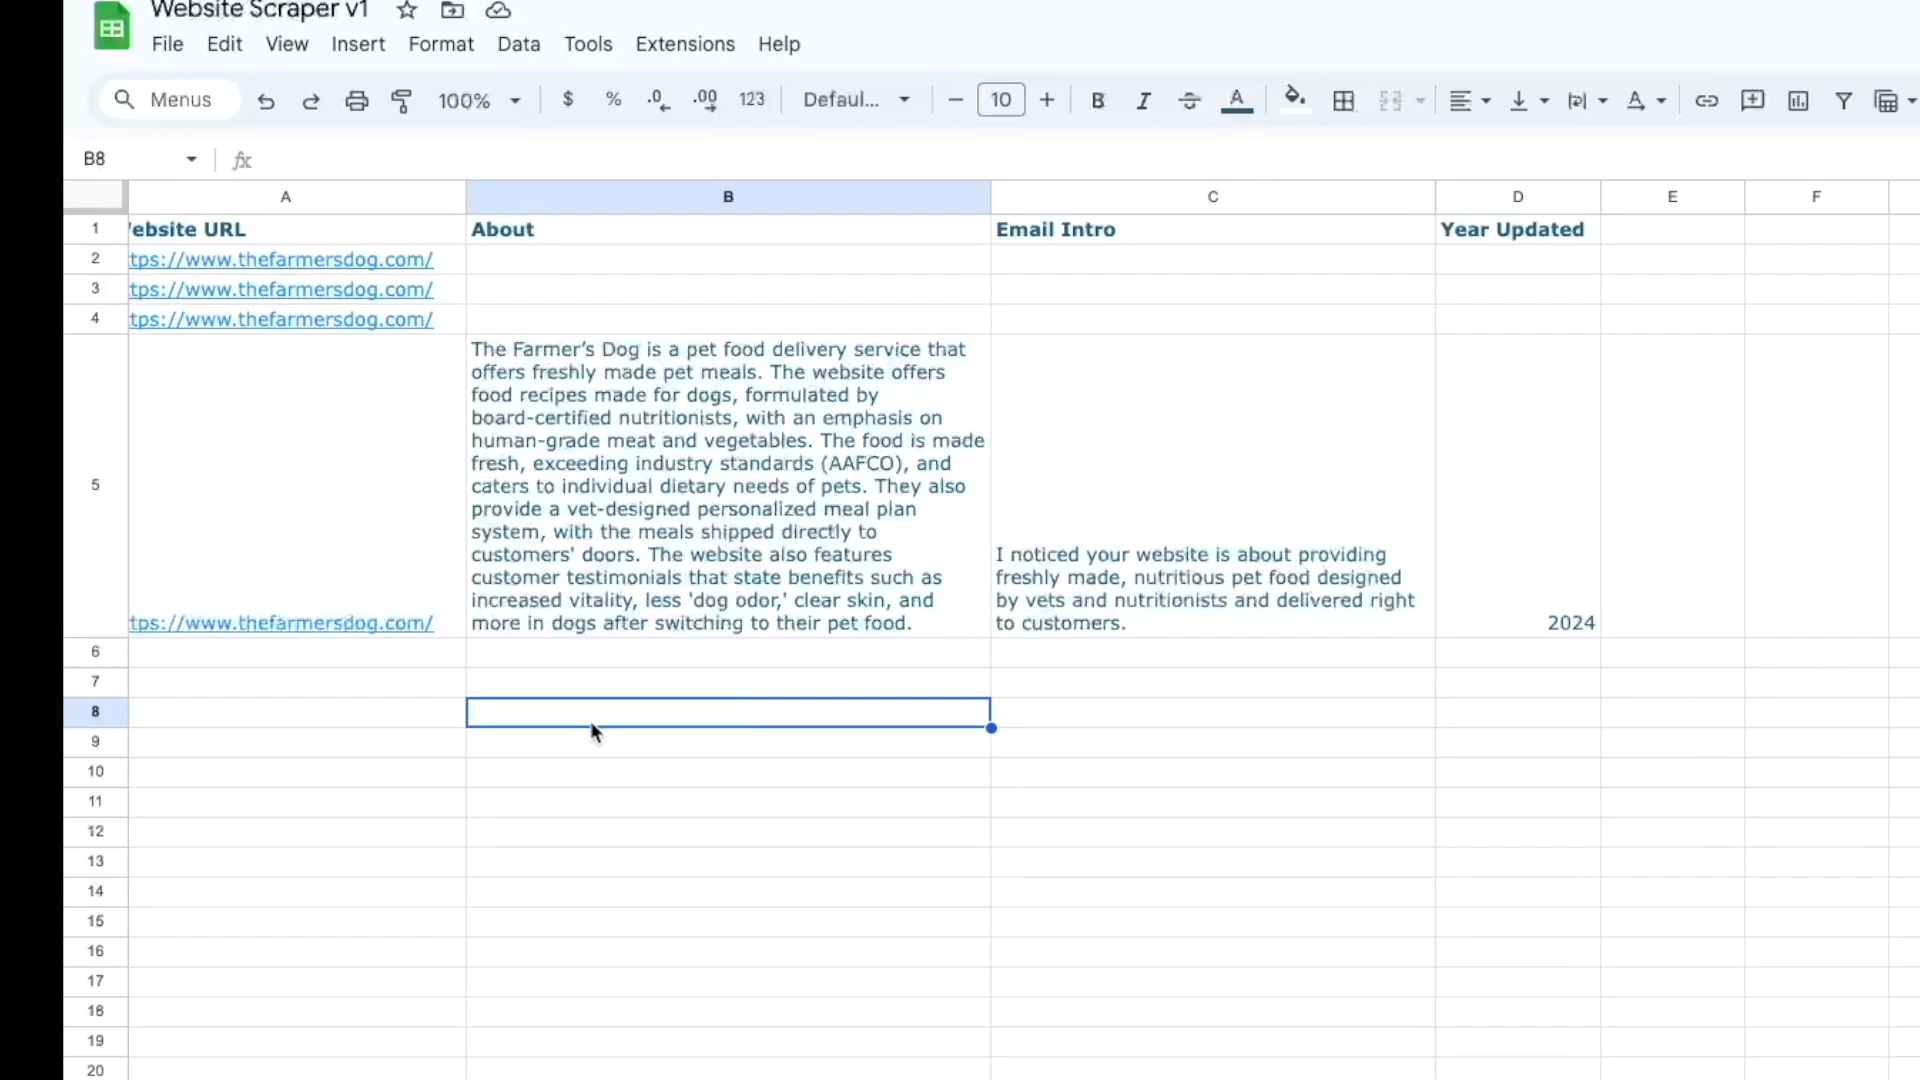 Website Scraper v1
File Edit View Insert Format Data Tools Extensions Help
Menus 100% $ % .0 .00 123 Defaul... 10 B I A
B8 fx
A B C D E F
1 ebsite URL About Email Intro Year Updated
2 tps://www.thefarmersdog.com/
3 tps://www.thefarmersdog.com/
4 tps://www.thefarmersdog.com/
The Farmer’s Dog is a pet food delivery service that
offers freshly made pet meals. The website offers
food recipes made for dogs, formulated by
board-certified nutritionists, with an emphasis on
human-grade meat and vegetables. The food is made
fresh, exceeding industry standards (AAFCO), and
5 caters to individual dietary needs of pets. They also
provide a vet-designed personalized meal plan
system, with the meals shipped directly to
customers' doors. The website also features
customer testimonials that state benefits such as
increased vitality, less 'dog odor,' clear skin, and
more in dogs after switching to their pet food.
I noticed your website is about providing
freshly made, nutritious pet food designed
by vets and nutritionists and delivered right
to customers.
tps://www.thefarmersdog.com/
2024
6
7
8
9
10
11
12
13
14
15
16
17
18
19
20